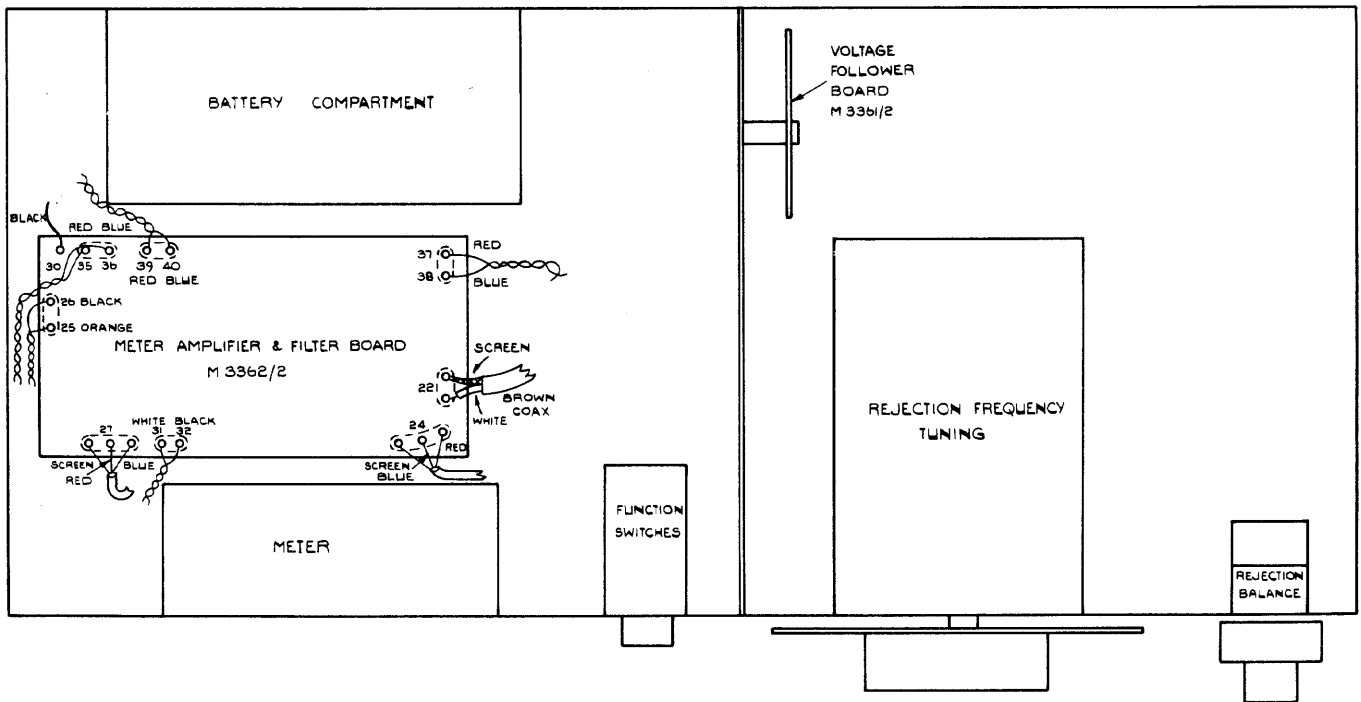 BATTERY COMPARTMENT
VOLTAGE
FOLLOWER
BOARD
M 3361/2
BLACK
RED BLUE
30 35 36 39 40
RED BLUE
37 RED
38 BLUE
26 BLACK
25 ORANGE
METER AMPLIFIER & FILTER BOARD
M 3362/2
SCREEN
22
BROWN
COAX
WHITE
WHITE BLACK
27 31 32
SCREEN BLUE
RED
24
RED
SCREEN
BLUE
METER
FUNCTION
SWITCHES
REJECTION FREQUENCY
TUNING
REJECTION
BALANCE